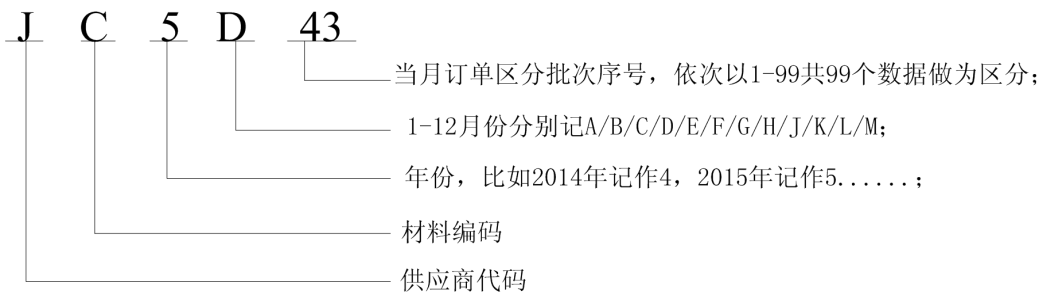 J C 5 D 43
当月订单区分批次序号，依次以1-99共99个数据做为区分；
1-12月份分别记A/B/C/D/E/F/G/H/J/K/L/M；
年份，比如2014年记作4，2015年记作5......；
材料编码
供应商代码